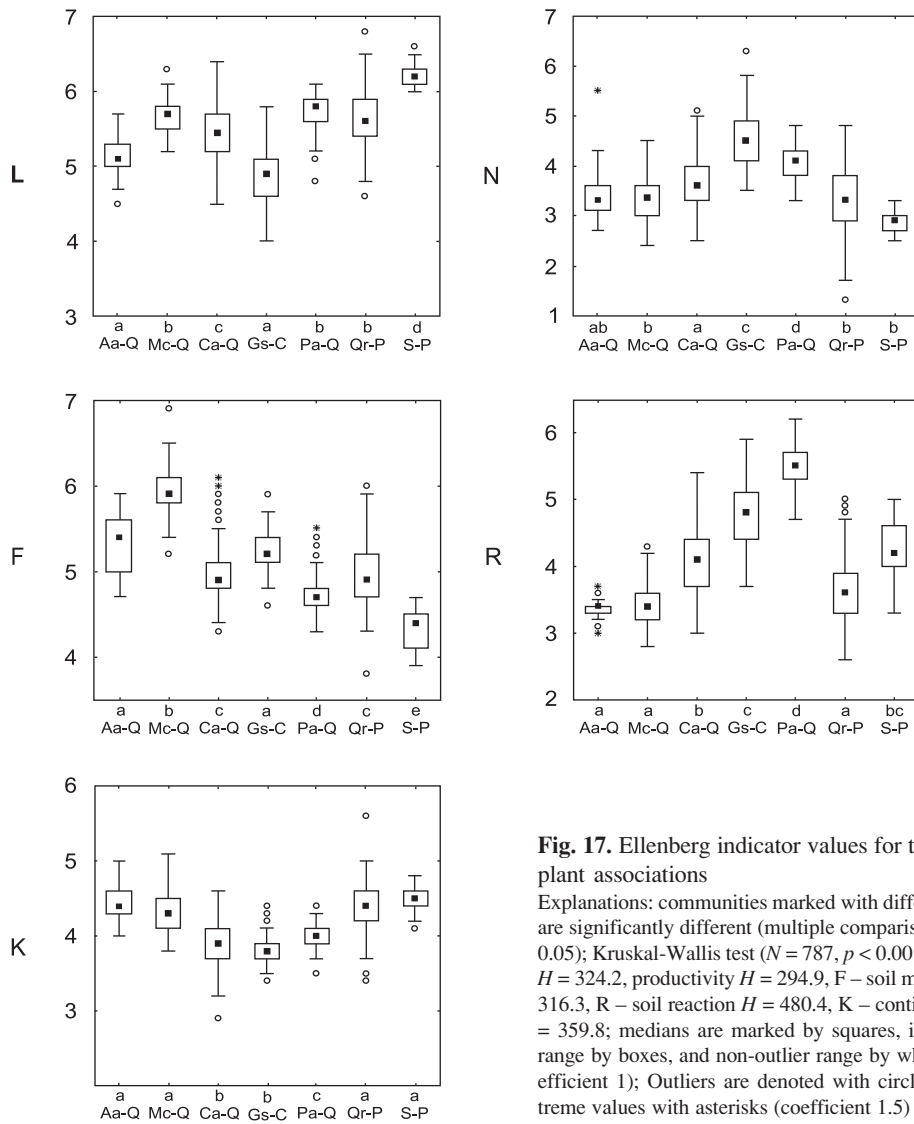 7
6
5
4
3
L
a b c a b b d
Aa-Q Mc-Q Ca-Q Gs-C Pa-Q Qr-P S-P
7
6
5
4
3
2
1
N
ab b a c d b b
Aa-Q Mc-Q Ca-Q Gs-C Pa-Q Qr-P S-P
7
6
5
4
F
a b c a d c e
Aa-Q Mc-Q Ca-Q Gs-C Pa-Q Qr-P S-P
6
5
4
3
2
R
a a b c d a bc
Aa-Q Mc-Q Ca-Q Gs-C Pa-Q Qr-P S-P
6
5
4
3
K
a a b b c a a
Aa-Q Mc-Q Ca-Q Gs-C Pa-Q Qr-P S-P
Fig. 17. Ellenberg indicator values for t
plant associations
Explanations: communities marked with diffe
are significantly different (multiple comparis
0.05); Kruskal-Wallis test (N = 787, p < 0.00
H = 324.2, productivity H = 294.9, F – soil m
316.3, R – soil reaction H = 480.4, K – conti
= 359.8; medians are marked by squares, i
range by boxes, and non-outlier range by wh
efficient 1); Outliers are denoted with circl
treme values with asterisks (coefficient 1.5)